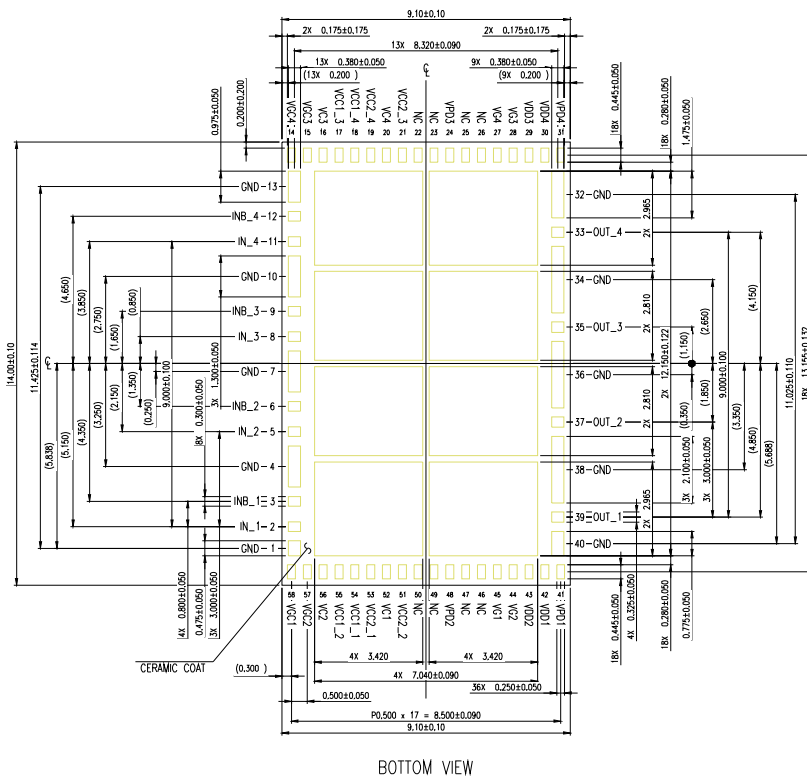 9.10±0.10
2X 0.175±0.175
2X 0.175±0.175
13X 8.320±0.090
13X 0.380±0.050
9X 0.380±0.050
(13X 0.200 )
(9X 0.200 )
0.975±0.050
0.200±0.200
18X 0.445±0.050
18X 0.280±0.050
1.475±0.050
VGC4
VGC3
VC3
VCC1_3
VCC1_4
VCC2_4
VC4
VCC2_3
NC
NC
VPD3
NC
NC
VG4
VG3
VDD3
VDD4
VPD4
14 15 16 17 18 19 20 21 22 23 24 25 26 27 28 29 30 31
GND-13
INB_4-12
IN_4-11
GND-10
INB_3-9
IN_3-8
GND-7
INB_2-6
IN_2-5
GND-4
INB_1 3
IN_1-2
GND-1
32-GND
33-OUT_4
34-GND
35-OUT_3
36-GND
37-OUT_2
38-GND
39 OUT_1
40-GND
14.00±0.10
11.425±0.114
(5.838)
(4.650)
(5.150)
(3.850)
(4.350)
(2.750)
(3.250)
(1.650)
(2.150)
(0.850)
(1.350)
(0.250)
9.000±0.100
8X 0.300±0.050
3X 1.300±0.050
4X 0.800±0.050
0.475±0.050
3X 3.000±0.050
2X 2.965
2X 2.810
2X 2.810
2X 2.965
2X 12.150±0.122
(1.150)
(0.350)
(2.650)
(1.850)
3X 2.100±0.050
3X 3.000±0.050
9.000±0.100
(3.350)
(4.150)
(4.850)
(5.688)
11.025±0.110
18X 13.155±0.132
58 57 56 55 54 53 52 51 50 49 48 47 46 45 44 43 42 41
VGC1
VGC2
VC2
VCC1_2
VCC1_1
VCC2_1
VC1
VCC2_2
NC
NC
VPD2
NC
NC
VG1
VG2
VDD2
VDD1
VPD1
18X 0.445±0.050
4X 0.325±0.050
18X 0.280±0.050
0.775±0.050
CERAMIC COAT
(0.300 )
4X 3.420
4X 3.420
4X 7.040±0.090
36X 0.250±0.050
0.500±0.050
P0.500 x 17 = 8.500±0.090
9.10±0.10
BOTTOM VIEW